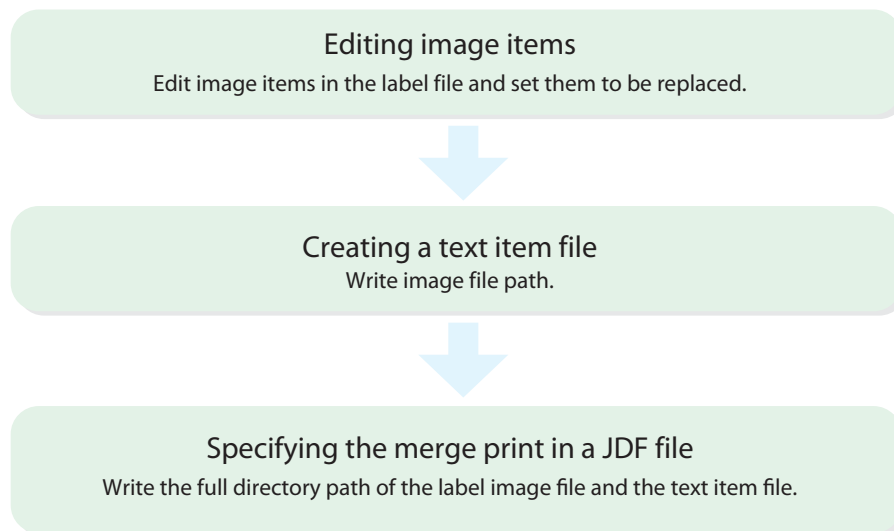 Editing image items
Edit image items in the label file and set them to be replaced.
Creating a text item file
Write image file path.
Specifying the merge print in a JDF file
Write the full directory path of the label image file and the text item file.